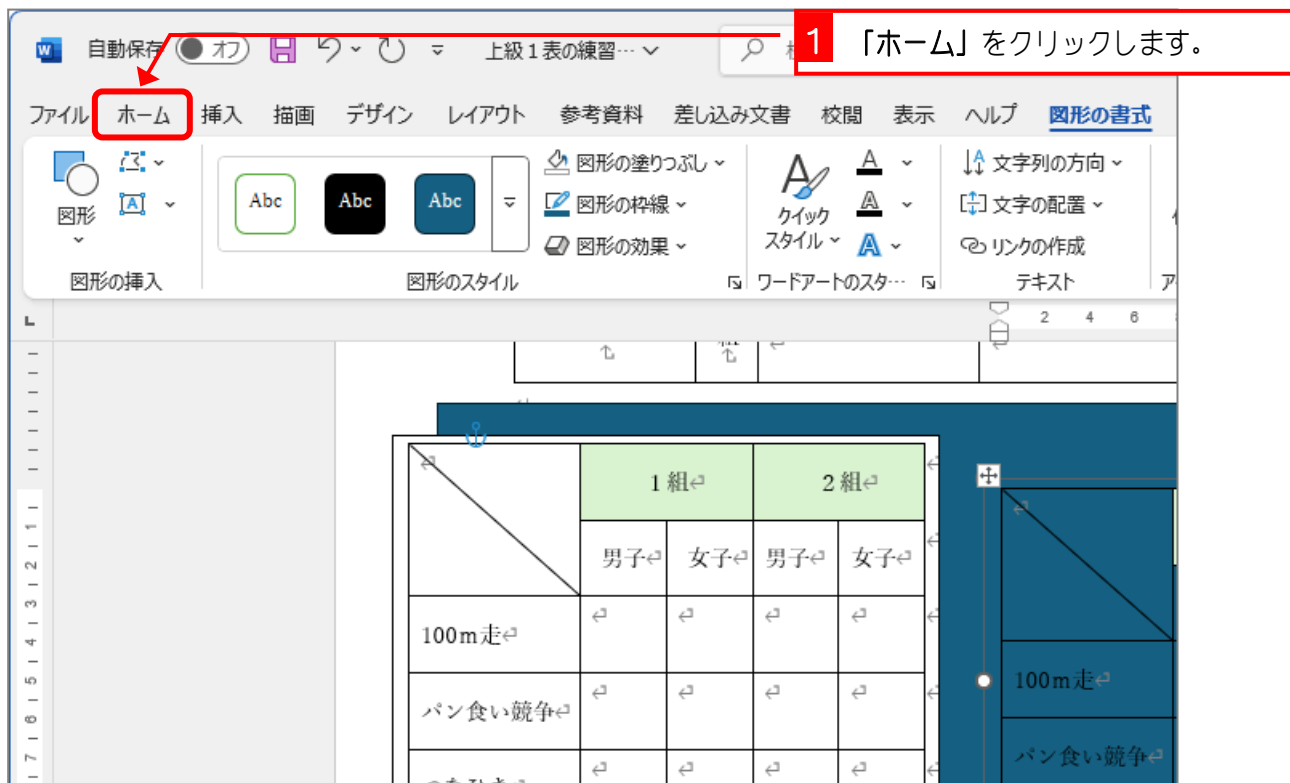 1 「ホーム」をクリックします。
自動保存 オフ 上級1表の練習… 
ファイル ホーム 挿入 描画 デザイン レイアウト 参考資料 差し込み文書 校閲 表示 ヘルプ 図形の書式
Abc Abc Abc 図形の塗りつぶし A 文字列の方向
図形 図形の枠線 クイック 文字の配置
図形の効果 スタイル リンクの作成
図形の挿入 図形のスタイル ワードアートのスタ… テキスト
2 4 6
組
1組 2組
男子 女子 男子 女子
100m走
パン食い競争
100m走
パン食い競争
1 2 3 4 5 6 7